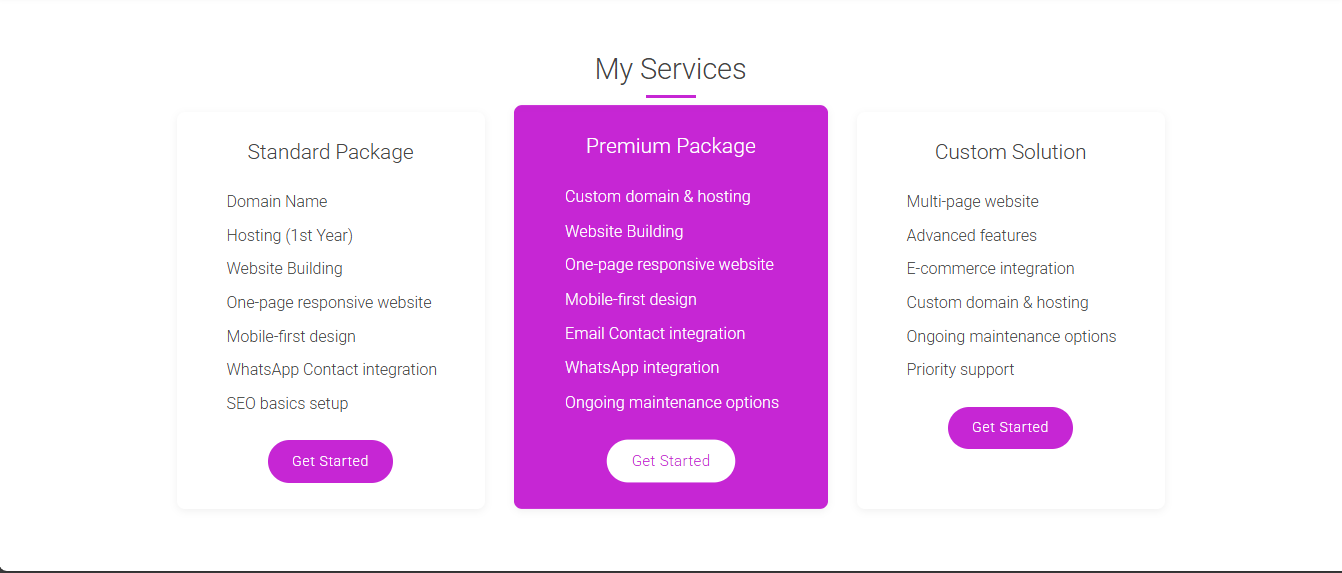 My Services
Standard Package
Domain Name
Hosting (1st Year)
Website Building
One-page responsive website
Mobile-first design
WhatsApp Contact integration
SEO basics setup
Get Started
Premium Package
Custom domain & hosting
Website Building
One-page responsive website
Mobile-first design
Email Contact integration
WhatsApp integration
Ongoing maintenance options
Get Started
Custom Solution
Multi-page website
Advanced features
E-commerce integration
Custom domain & hosting
Ongoing maintenance options
Priority support
Get Started